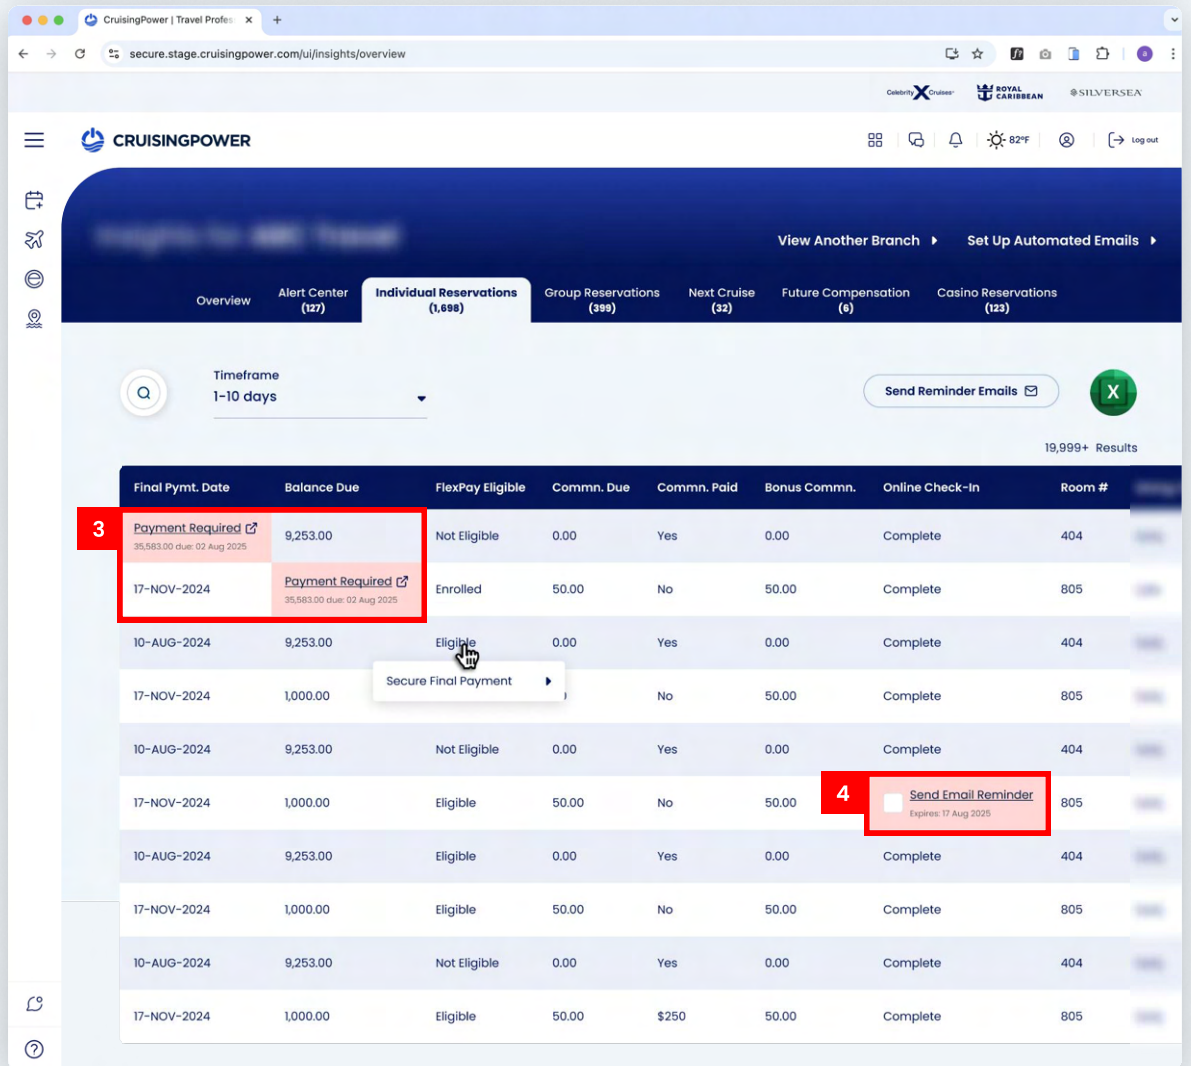 CruisingPower | Travel Profes
secure.stage.cruisingpower.com/ui/insights/overview
a
Celebrity X Cruises
ROYAL CARIBBEAN
SILVERSEA
CRUISINGPOWER
82°F
Log out
Insights for ABC Travel
View Another Branch
Set Up Automated Emails
Overview
Alert Center (127)
Individual Reservations (1,698)
Group Reservations (399)
Next Cruise (32)
Future Compensation (6)
Casino Reservations (123)
Timeframe
1-10 days
Send Reminder Emails
X
19,999+ Results
Final Pymt. Date Balance Due FlexPay Eligible Commn. Due Commn. Paid Bonus Commn. Online Check-In Room #
3
Payment Required
35,583.00 due: 02 Aug 2025
9,253.00 Not Eligible 0.00 Yes 0.00 Complete 404
17-NOV-2024
Payment Required
35,583.00 due: 02 Aug 2025
Enrolled 50.00 No 50.00 Complete 805
10-AUG-2024 9,253.00 Eligible 0.00 Yes 0.00 Complete 404
Secure Final Payment
17-NOV-2024 1,000.00 No 50.00 Complete 805
10-AUG-2024 9,253.00 Not Eligible 0.00 Yes 0.00 Complete 404
17-NOV-2024 1,000.00 Eligible 50.00 No 50.00
4
Send Email Reminder
Expires: 17 Aug 2025
805
10-AUG-2024 9,253.00 Eligible 0.00 Yes 0.00 Complete 404
17-NOV-2024 1,000.00 Eligible 50.00 No 50.00 Complete 805
10-AUG-2024 9,253.00 Not Eligible 0.00 Yes 0.00 Complete 404
17-NOV-2024 1,000.00 Eligible 50.00 $250 50.00 Complete 805